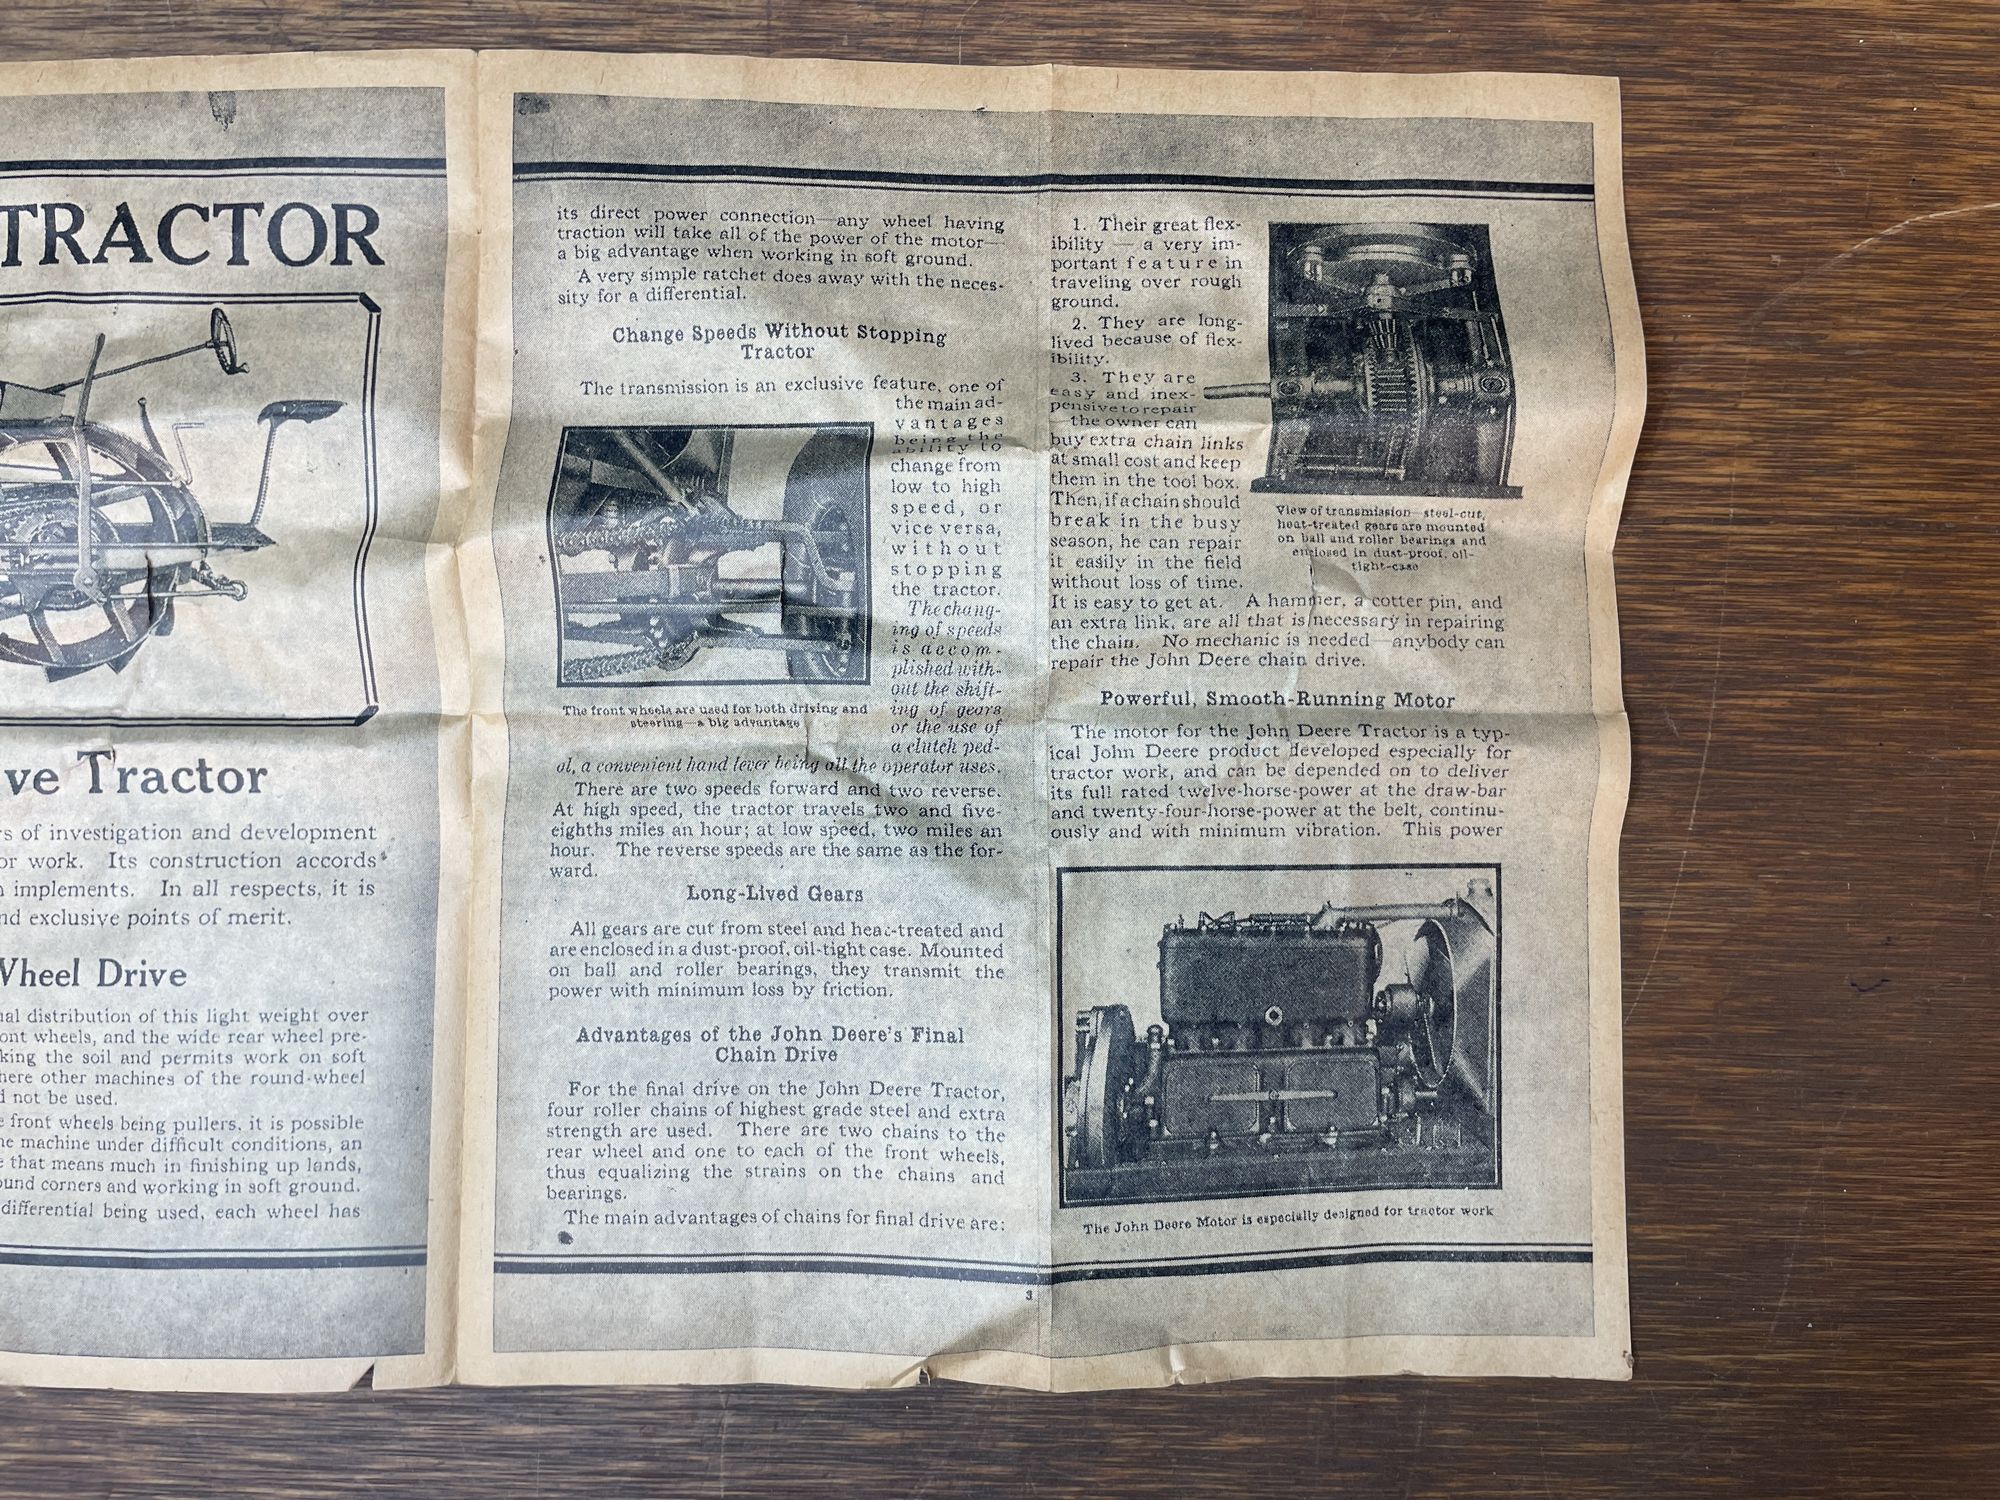 TRACTOR
ve Tractor
rs of investigation and development
or work. Its construction accords
n implements. In all respects, it is
nd exclusive points of merit.
Wheel Drive
ual distribution of this light weight over
ont wheels, and the wide rear wheel pre-
king the soil and permits work on soft
here other machines of the round-wheel
d not be used.
e front wheels being pullers, it is possible
he machine under difficult conditions, an
e that means much in finishing up lands,
ound corners and working in soft ground.
differential being used, each wheel has
its direct power connection—any wheel having
traction will take all of the power of the motor—
a big advantage when working in soft ground.
A very simple ratchet does away with the neces-
sity for a differential.
Change Speeds Without Stopping
Tractor
The transmission is an exclusive feature, one of
the main ad-
vantages
being the
ability to
change from
low to high
speed, or
vice versa,
without
stopping
the tractor.
The chang-
ing of speeds
is accom-
plished with-
out the shift-
ing of gears
or the use of
a clutch ped-
al, a convenient hand lever being all the operator uses.
The front wheels are used for both driving and
steering—a big advantage
There are two speeds forward and two reverse.
At high speed, the tractor travels two and five-
eighths miles an hour; at low speed, two miles an
hour. The reverse speeds are the same as the for-
ward.
Long-Lived Gears
All gears are cut from steel and heat-treated and
are enclosed in a dust-proof, oil-tight case. Mounted
on ball and roller bearings, they transmit the
power with minimum loss by friction.
Advantages of the John Deere's Final
Chain Drive
For the final drive on the John Deere Tractor,
four roller chains of highest grade steel and extra
strength are used. There are two chains to the
rear wheel and one to each of the front wheels,
thus equalizing the strains on the chains and
bearings.
The main advantages of chains for final drive are:
1. Their great flex-
ibility — a very im-
portant feature in
traveling over rough
ground.
2. They are long-
lived because of flex-
ibility.
3. They are
easy and inex-
pensive to repair
—the owner can
buy extra chain links
at small cost and keep
them in the tool box.
Then, if a chain should
break in the busy
season, he can repair
it easily in the field
without loss of time.
It is easy to get at. A hammer, a cotter pin, and
an extra link, are all that is necessary in repairing
the chain. No mechanic is needed—anybody can
repair the John Deere chain drive.
View of transmission—steel-cut,
heat-treated gears are mounted
on ball and roller bearings and
enclosed in dust-proof, oil-
tight-case
Powerful, Smooth-Running Motor
The motor for the John Deere Tractor is a typ-
ical John Deere product developed especially for
tractor work, and can be depended on to deliver
its full rated twelve-horse-power at the draw-bar
and twenty-four-horse-power at the belt, continu-
ously and with minimum vibration. This power
The John Deere Motor is especially designed for tractor work
3